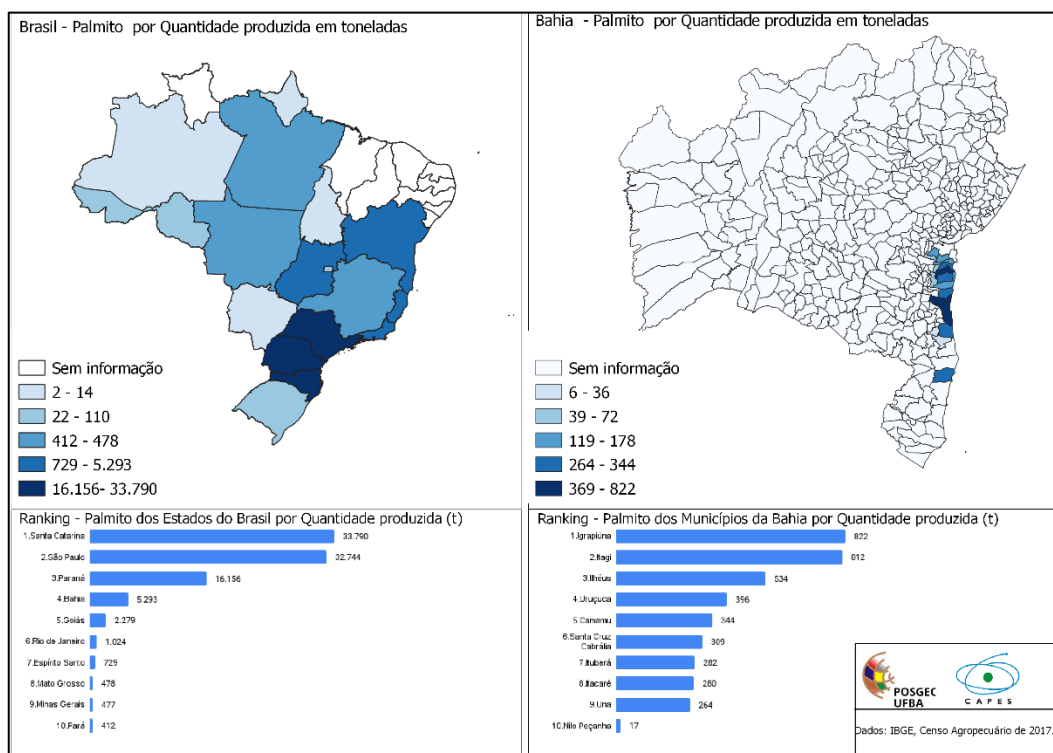 Brasil - Palmito por Quantidade produzida em toneladas
Sem informação
2 - 14
22 - 110
412 - 478
729 - 5.293
16.156- 33.790
Bahia - Palmito por Quantidade produzida em toneladas
Sem informação
6 - 36
39 - 72
119 - 178
264 - 344
369 - 822
Ranking - Palmito dos Estados do Brasil por Quantidade produzida (t)
1.Santa Catarina 33.790
2.São Paulo 32.744
3.Paraná 16.156
4.Bahia 5.293
5.Goiás 2.279
6.Rio de Janeiro 1.024
7.Espírito Santo 729
8.Mato Grosso 478
9.Minas Gerais 477
10.Pará 412
Ranking - Palmito dos Municípios da Bahia por Quantidade produzida (t)
1.Igrapiúna 822
2.Itagi 812
3.Ilhéus 534
4.Uruçuca 396
5.Camamu 344
6.Santa Cruz
Cabrália 309
7.Ituberá 282
8.Itacaré 280
9.Una 264
10.Nilo Peçanha 17
POSGEO
UFBA
CAPES
Dados: IBGE, Censo Agropecuário de 2017.